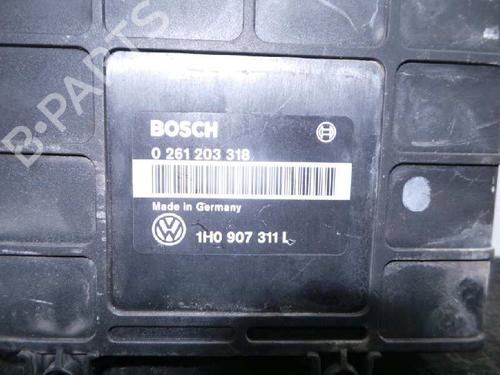 B-PARTS
BOSCH
0 261 203 318
Made in Germany
1H0 907 311 L